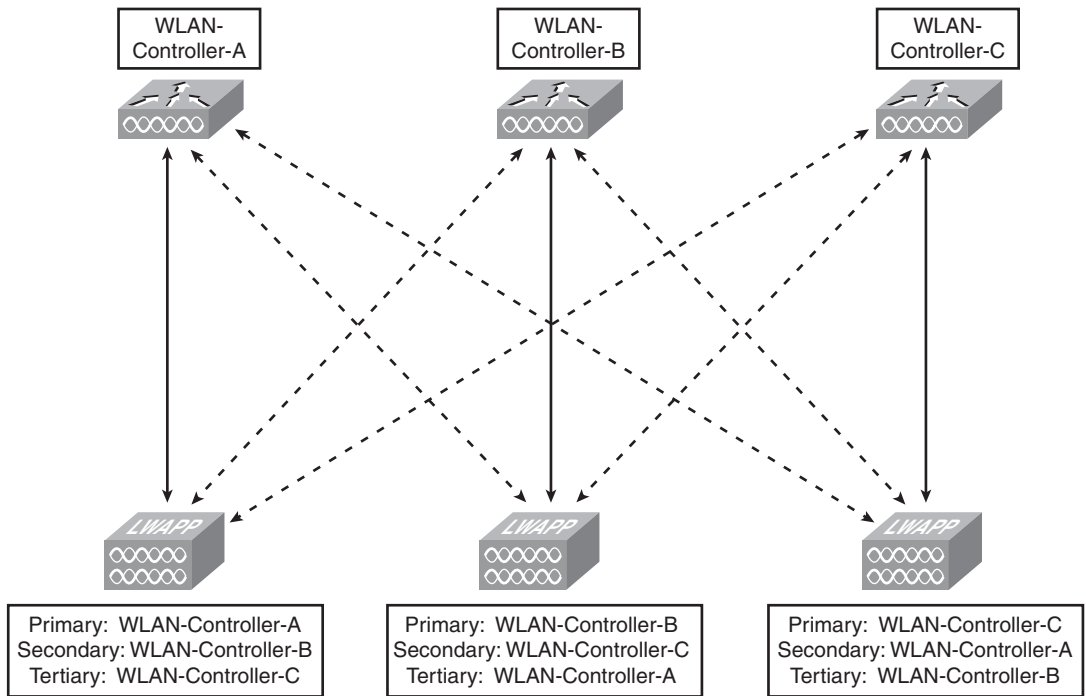 WLAN-
Controller-A
WLAN-
Controller-B
WLAN-
Controller-C
LWAPP
LWAPP
LWAPP
Primary: WLAN-Controller-A
Secondary: WLAN-Controller-B
Tertiary: WLAN-Controller-C
Primary: WLAN-Controller-B
Secondary: WLAN-Controller-C
Tertiary: WLAN-Controller-A
Primary: WLAN-Controller-C
Secondary: WLAN-Controller-A
Tertiary: WLAN-Controller-B